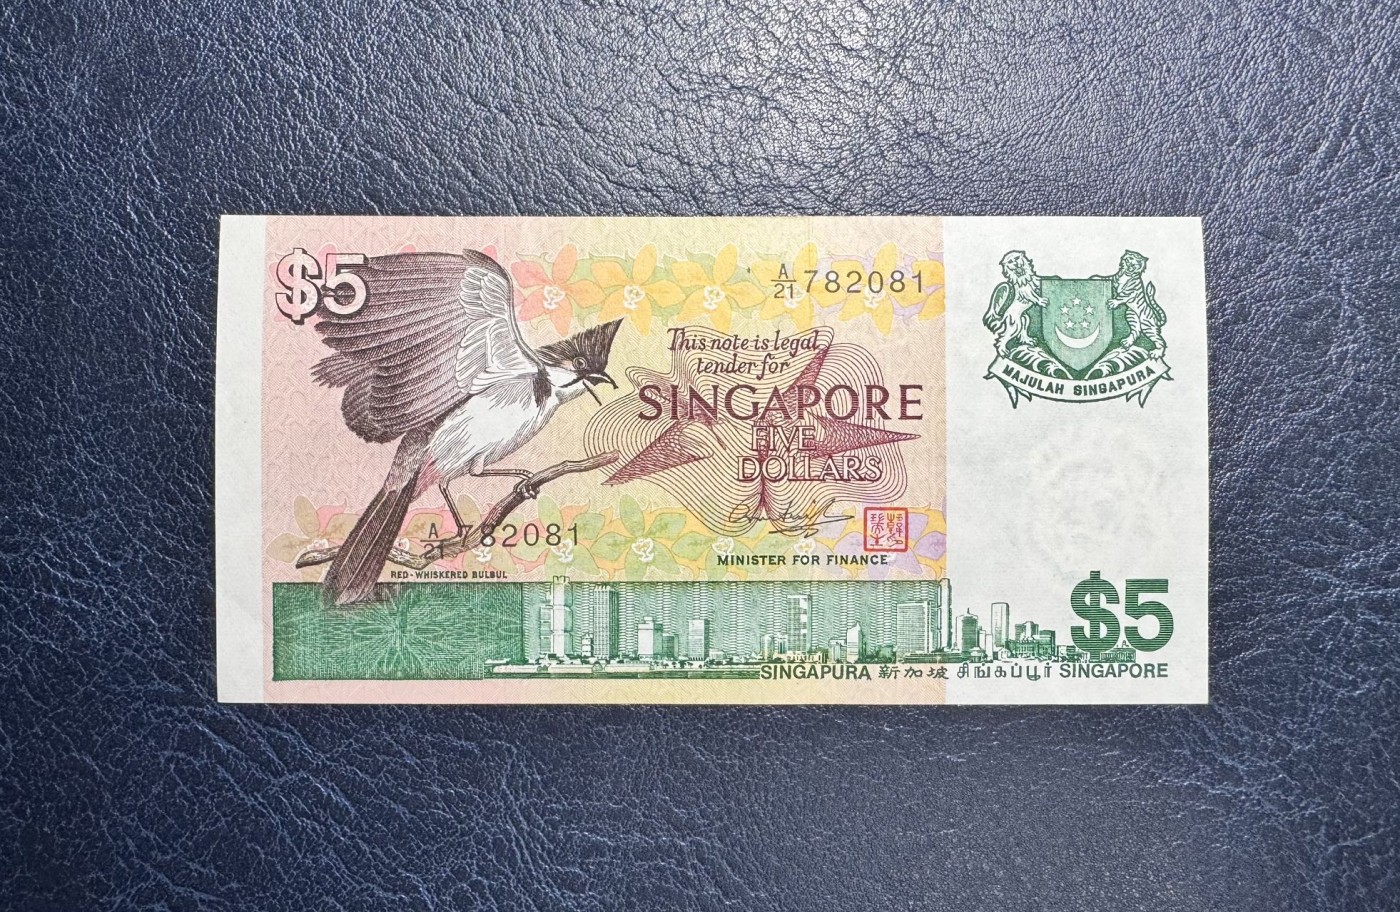 $5
A/21 782081
MAJULAH SINGAPURA
This note is legal
tender for
SINGAPORE
FIVE
DOLLARS
A/21 782081
MINISTER FOR FINANCE
RED-WHISKERED BULBUL
$5
SINGAPURA 新加坡 சிங்கப்பூர் SINGAPORE